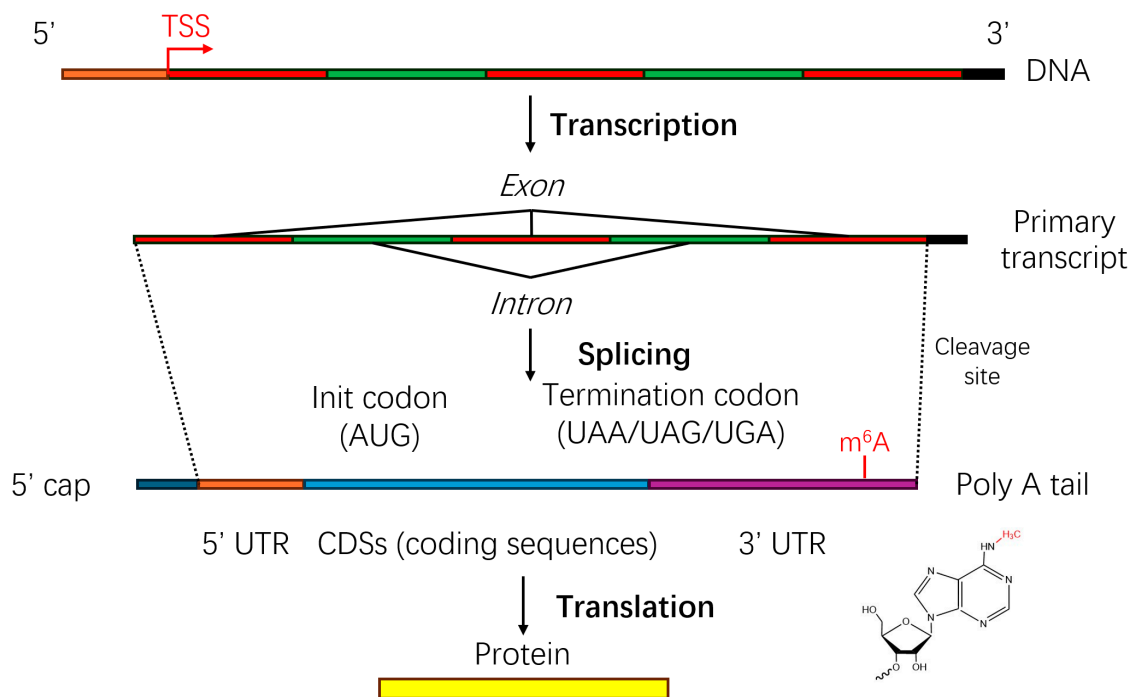 5’
TSS
3’
DNA
Transcription
Exon
Primary
transcript
Intron
Splicing
Cleavage
site
Init codon
(AUG)
Termination codon
(UAA/UAG/UGA)
m⁶A
5’ cap
Poly A tail
5’ UTR
CDSs (coding sequences)
3’ UTR
Translation
Protein
H₃C
HN
N
N
N
N
HO
O
O
OH